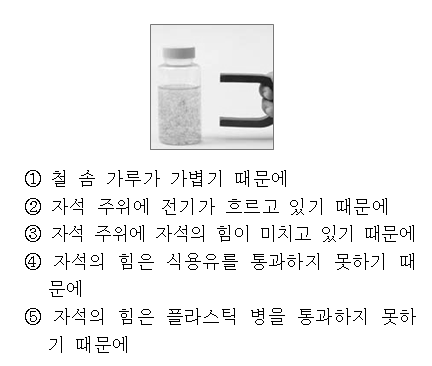 ① 철 솜 가루가 가볍기 때문에
② 자석 주위에 전기가 흐르고 있기 때문에
③ 자석 주위에 자석의 힘이 미치고 있기 때문에
④ 자석의 힘은 식용유를 통과하지 못하기 때
문에
⑤ 자석의 힘은 플라스틱 병을 통과하지 못하
기 때문에